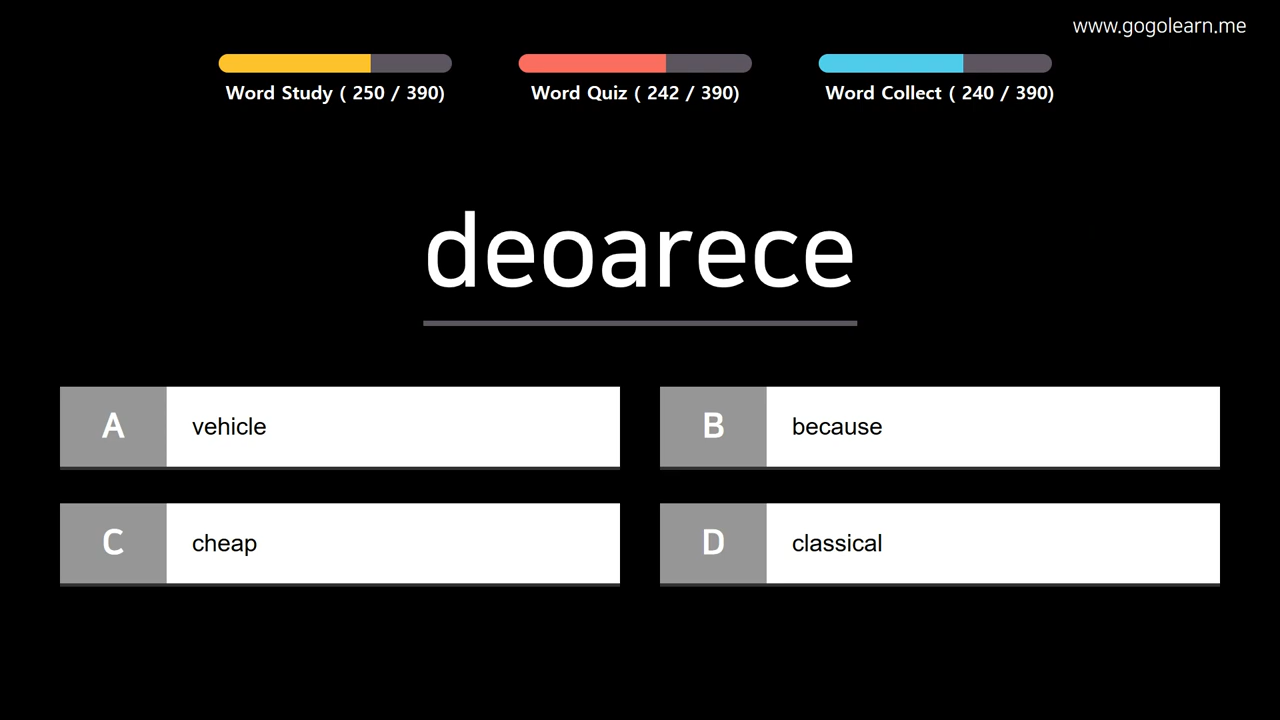 www.gogolearn.me
Word Study ( 250 / 390)
Word Quiz ( 242 / 390)
Word Collect ( 240 / 390)
deoarece
A vehicle
B because
C cheap
D classical